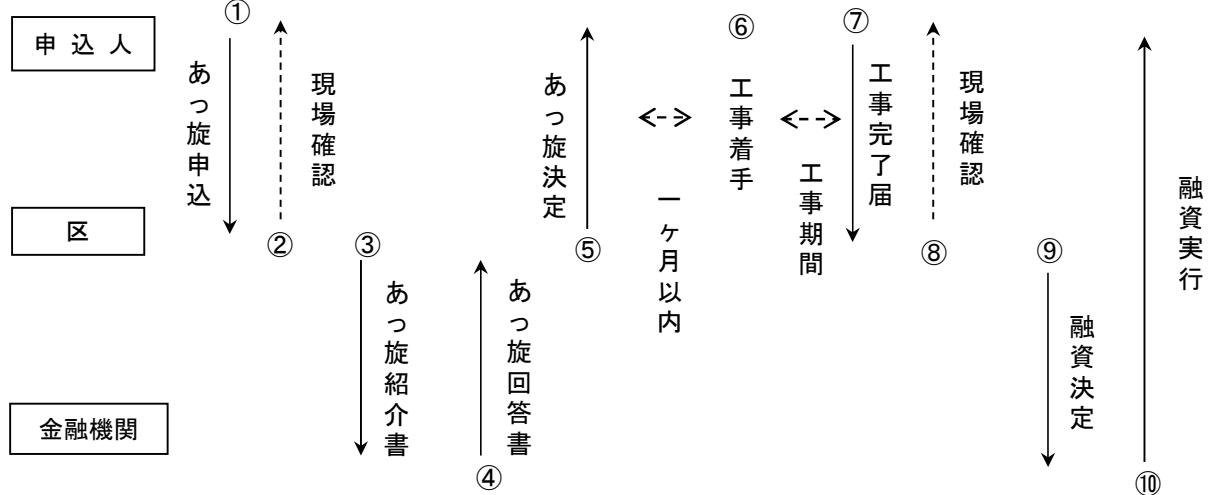 申込人
区
金融機関
①
あっ旋申込
②
現場確認
③
あっ旋紹介書
④
あっ旋回答書
⑤
あっ旋決定
一ヶ月以内
⑥
工事着手
工事期間
⑦
工事完了届
⑧
現場確認
⑨
融資決定
⑩
融資実行